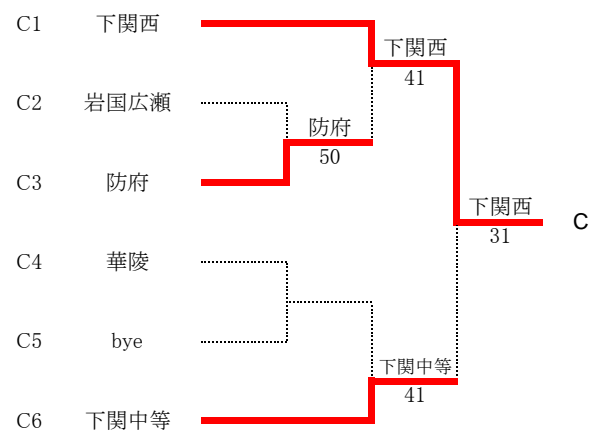 C1 下関西
下関西
41
C2 岩国広瀬
防府
50
C3 防府
下関西
31
C
C4 華陵
C5 bye
下関中等
41
C6 下関中等